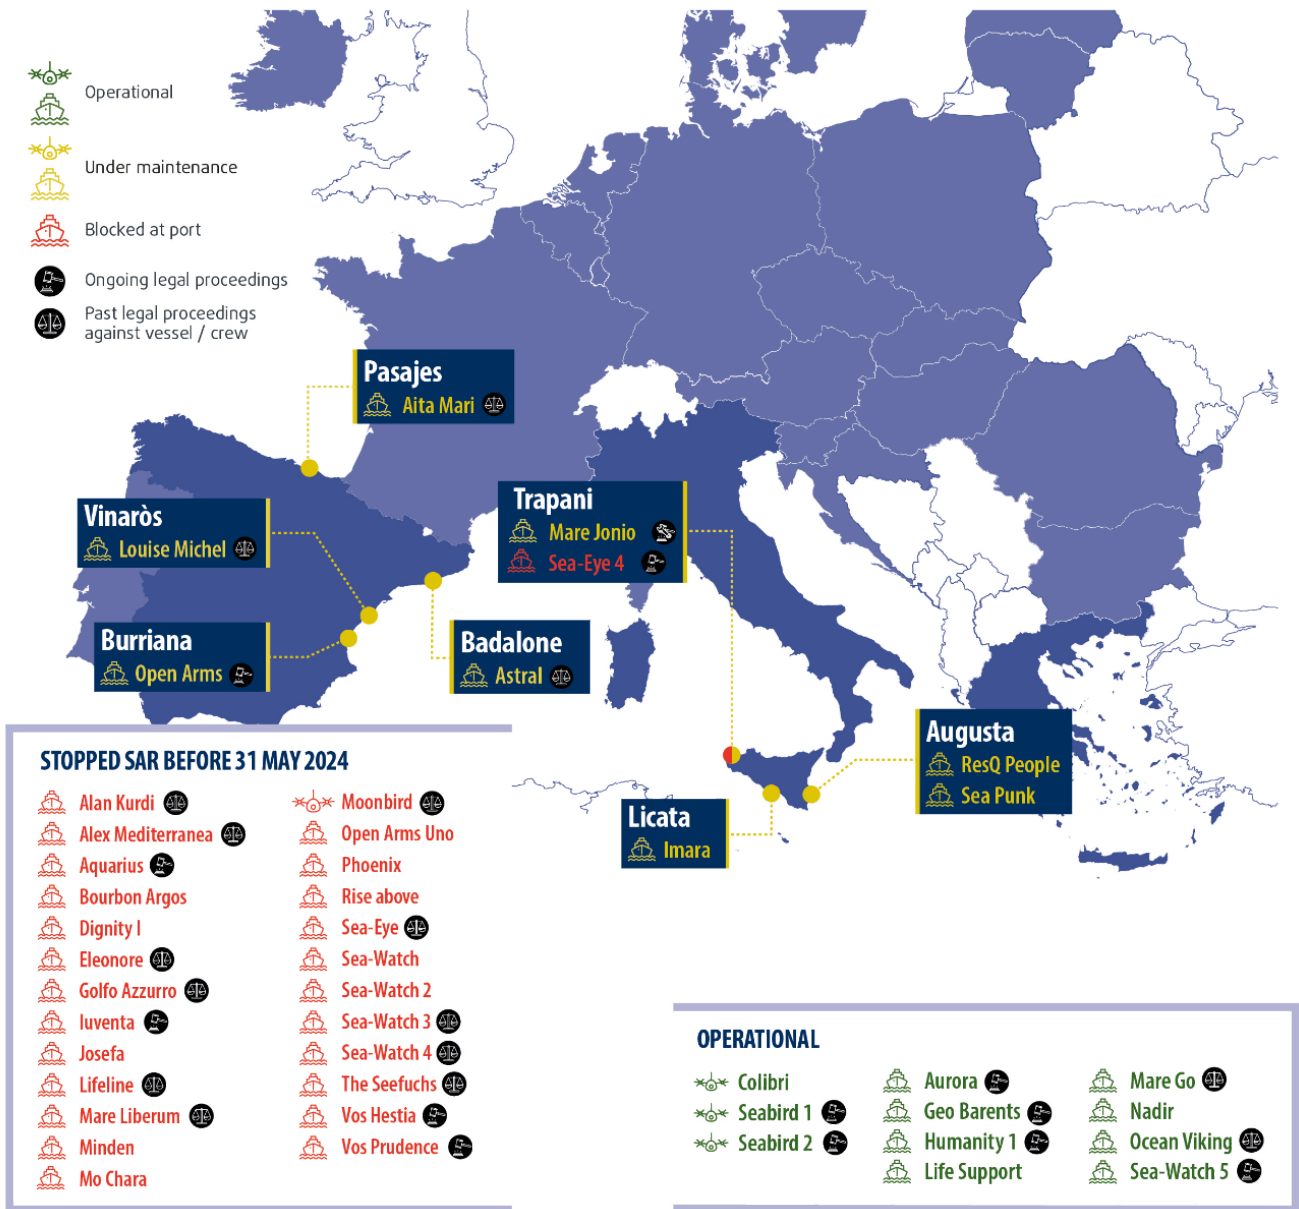 Operational
Under maintenance
Blocked at port
Ongoing legal proceedings
Past legal proceedings
against vessel / crew
Pasajes
Aita Mari
Vinaròs
Louise Michel
Trapani
Mare Jonio
Sea-Eye 4
Burriana
Open Arms
Badalone
Astral
Augusta
ResQ People
Sea Punk
Licata
Imara
STOPPED SAR BEFORE 31 MAY 2024
Alan Kurdi
Alex Mediterranea
Aquarius
Bourbon Argos
Dignity I
Eleonore
Golfo Azzurro
Iuventa
Josefa
Lifeline
Mare Liberum
Minden
Mo Chara
Moonbird
Open Arms Uno
Phoenix
Rise above
Sea-Eye
Sea-Watch
Sea-Watch 2
Sea-Watch 3
Sea-Watch 4
The Seefuchs
Vos Hestia
Vos Prudence
OPERATIONAL
Colibri
Seabird 1
Seabird 2
Aurora
Geo Barents
Humanity 1
Life Support
Mare Go
Nadir
Ocean Viking
Sea-Watch 5